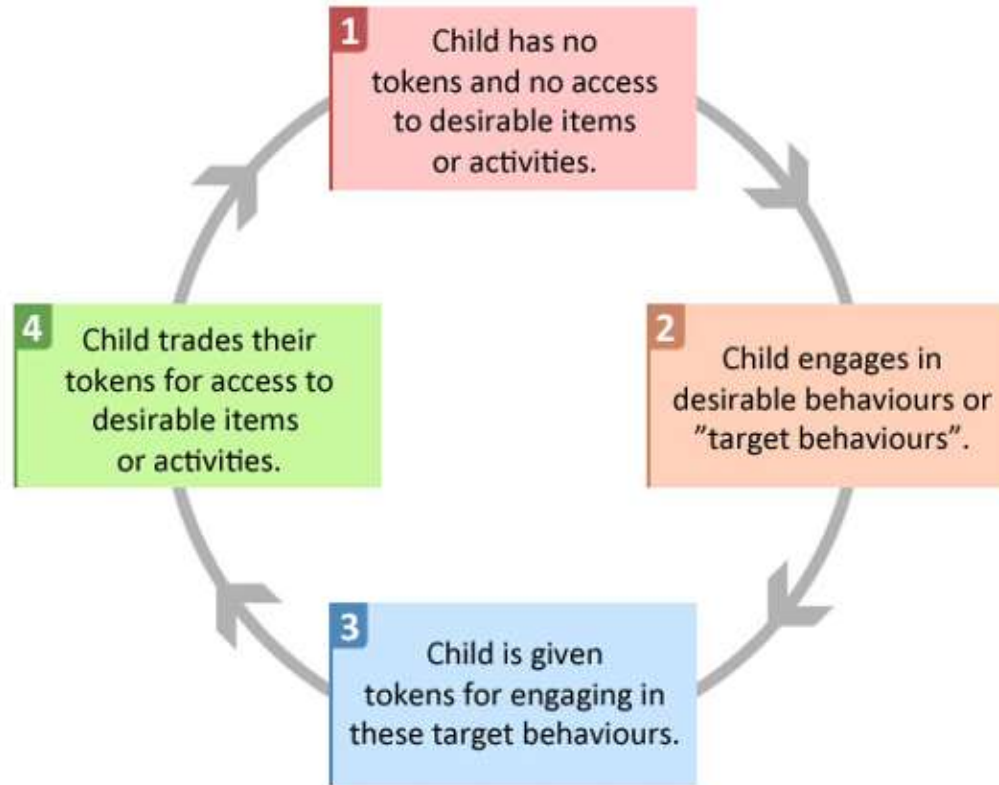 1
Child has no
tokens and no access
to desirable items
or activities.
2
Child engages in
desirable behaviours or
”target behaviours”.
3
Child is given
tokens for engaging in
these target behaviours.
4
Child trades their
tokens for access to
desirable items
or activities.